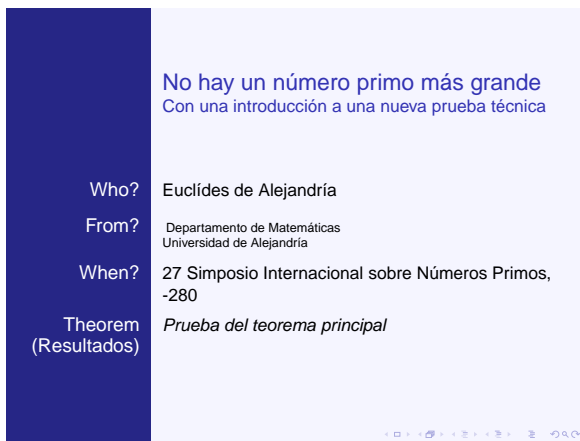 No hay un número primo más grande
Con una introducción a una nueva prueba técnica
Who?
Euclídes de Alejandría
From?
Departamento de Matemáticas
Universidad de Alejandría
When?
27 Simposio Internacional sobre Números Primos,
-280
Theorem
(Resultados)
Prueba del teorema principal